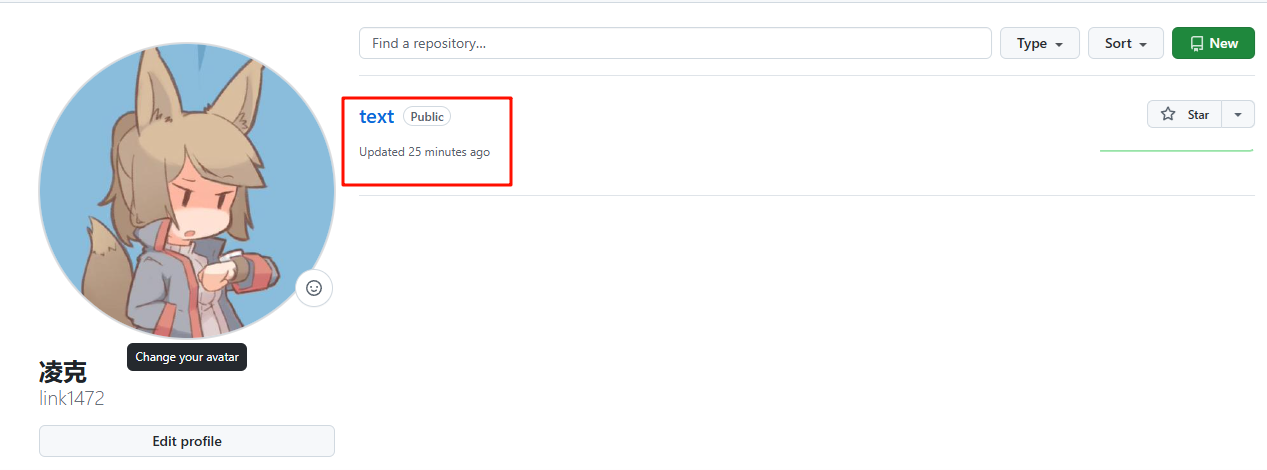 Find a repository...
Type
Sort
New
text
Public
Star
Updated 25 minutes ago
Change your avatar
凌克
link1472
Edit profile